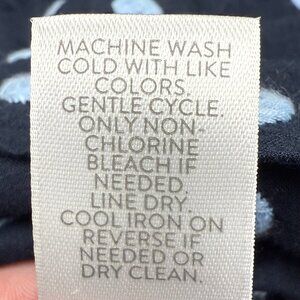 MACHINE WASH
COLD WITH LIKE
COLORS.
GENTLE CYCLE.
ONLY NON-
CHLORINE
BLEACH IF
NEEDED.
LINE DRY.
COOL IRON ON
REVERSE IF
NEEDED OR
DRY CLEAN.